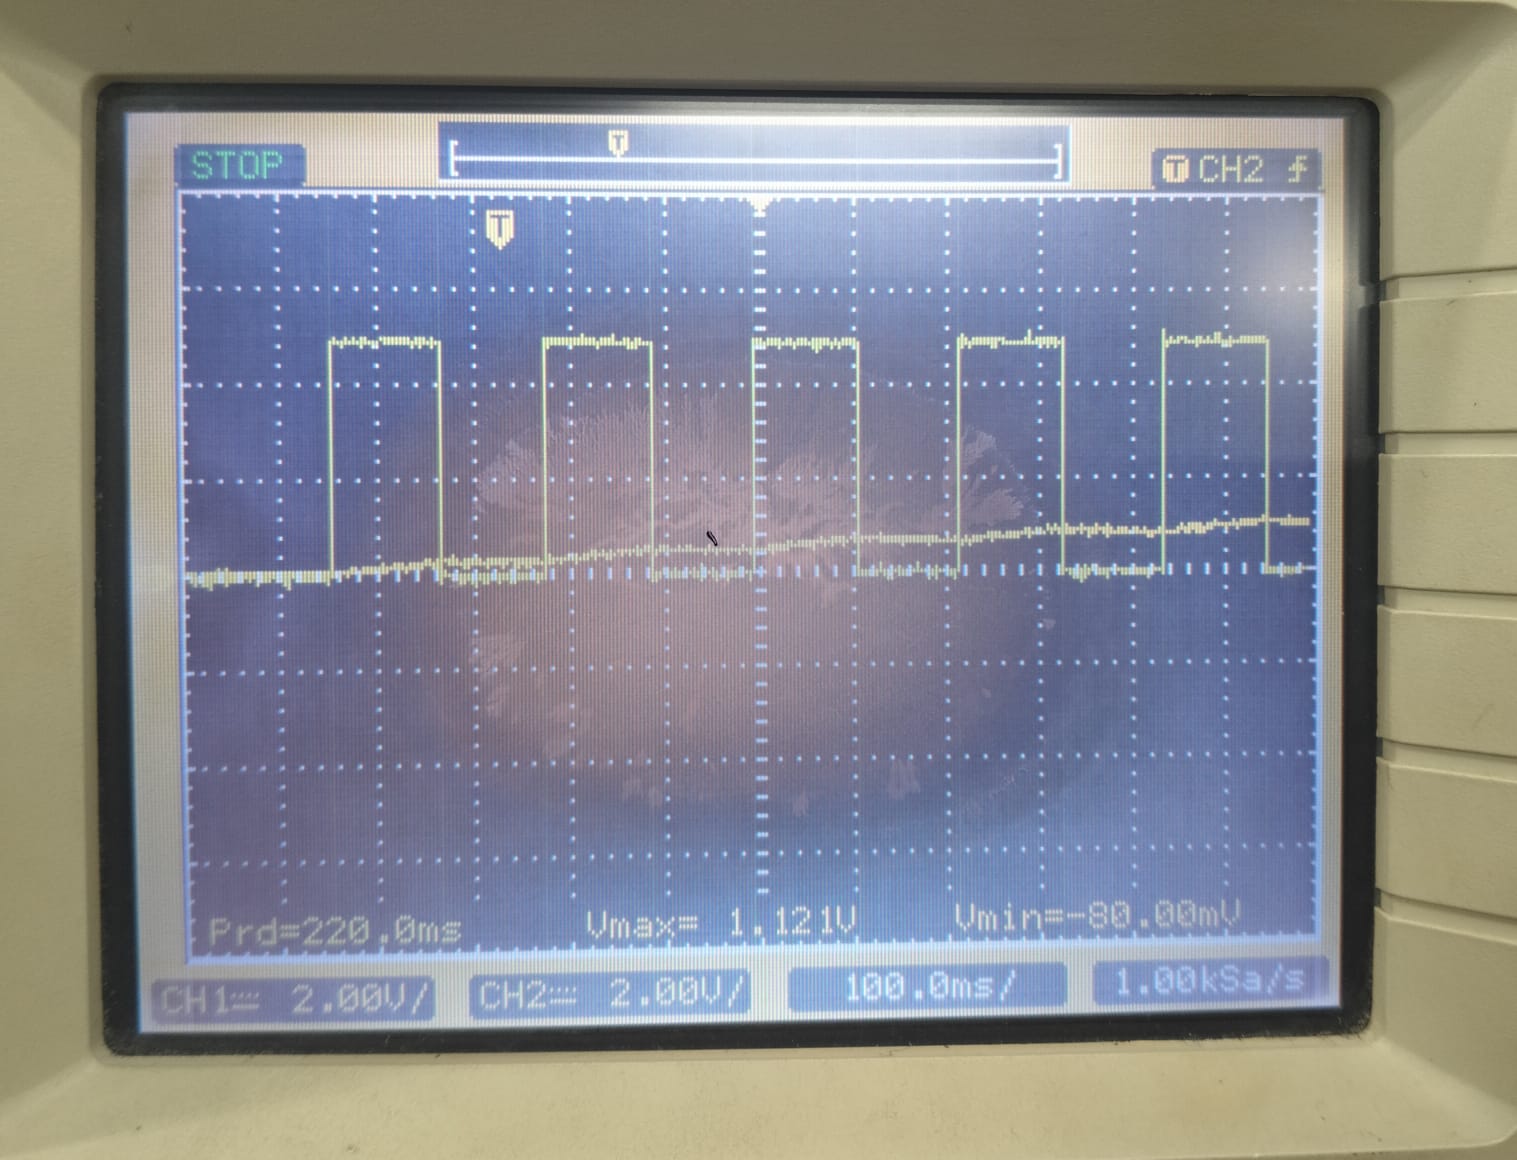 STOP
T
T CH2
T
Prd=220.0ms Vmax= 1.121V Vmin=-80.00mV
CH1 2.00V/ CH2 2.00V/ 100.0ms/ 1.00kSa/s